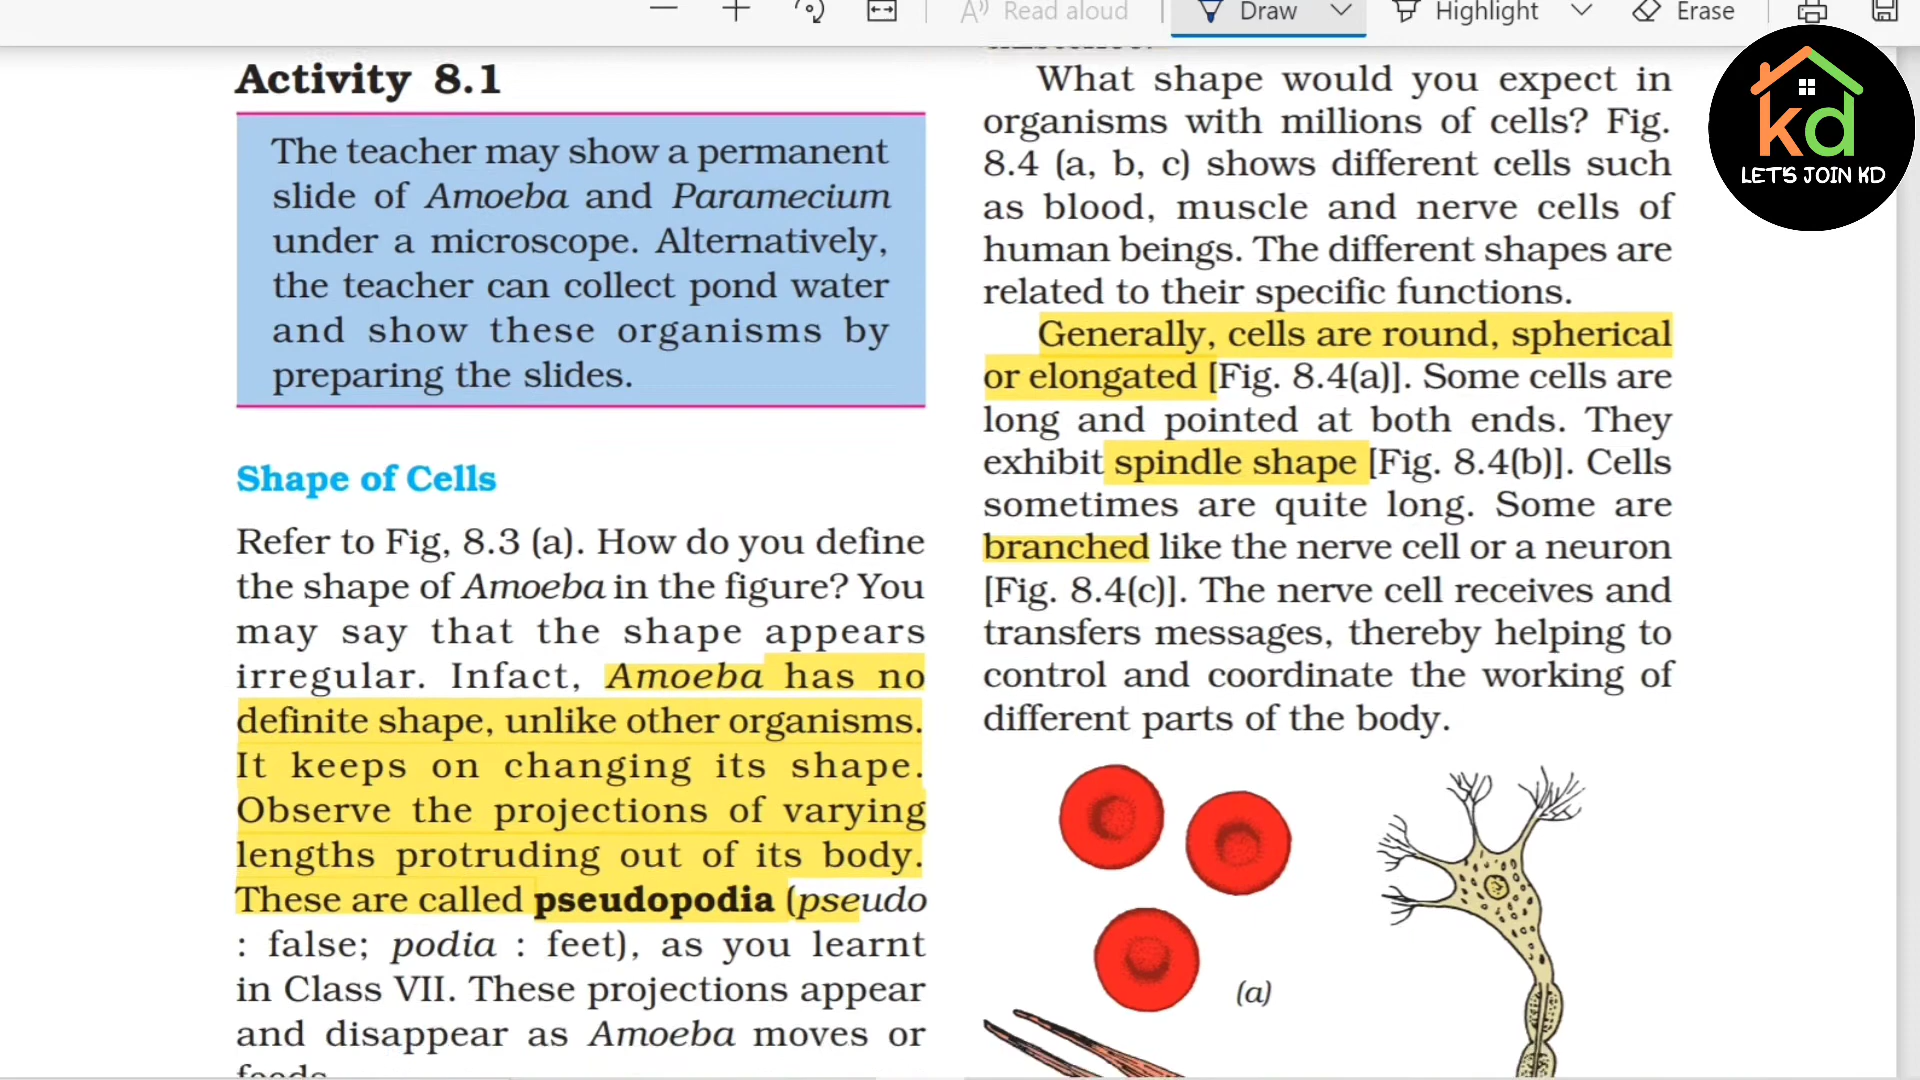 Read aloud
Draw
Highlight
Erase
Activity 8.1
The teacher may show a permanent
slide of Amoeba and Paramecium
under a microscope. Alternatively,
the teacher can collect pond water
and show these organisms by
preparing the slides.
Shape of Cells
Refer to Fig, 8.3 (a). How do you define
the shape of Amoeba in the figure? You
may say that the shape appears
irregular. Infact, Amoeba has no
definite shape, unlike other organisms.
It keeps on changing its shape.
Observe the projections of varying
lengths protruding out of its body.
These are called pseudopodia (pseudo
: false; podia : feet), as you learnt
in Class VII. These projections appear
and disappear as Amoeba moves or
feeds.
What shape would you expect in
organisms with millions of cells? Fig.
8.4 (a, b, c) shows different cells such
as blood, muscle and nerve cells of
human beings. The different shapes are
related to their specific functions.
Generally, cells are round, spherical
or elongated [Fig. 8.4(a)]. Some cells are
long and pointed at both ends. They
exhibit spindle shape [Fig. 8.4(b)]. Cells
sometimes are quite long. Some are
branched like the nerve cell or a neuron
[Fig. 8.4(c)]. The nerve cell receives and
transfers messages, thereby helping to
control and coordinate the working of
different parts of the body.
(a)
kd
LET'S JOIN KD